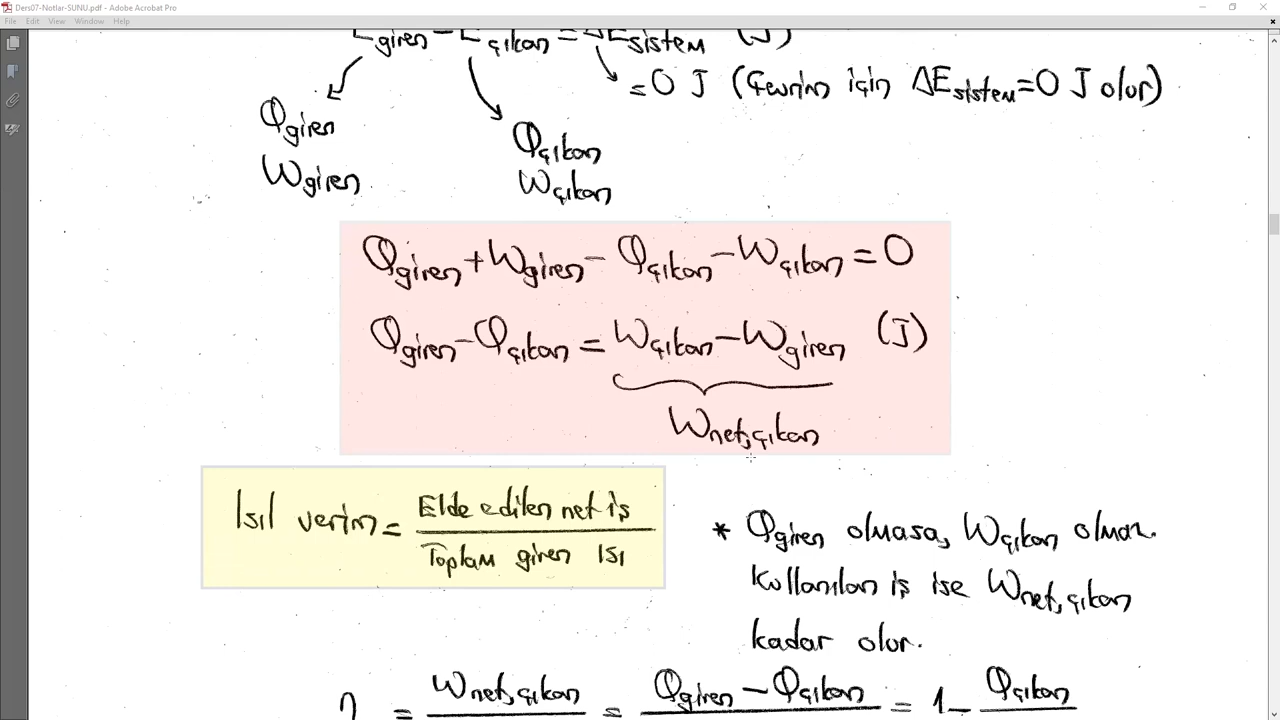 Ders07-Notlar-SUNU.pdf - Adobe Acrobat Pro
File Edit View Window Help
Egiren - Eçıkan = ΔEsistem (J)
= 0 J (Çevrim için ΔEsistem = 0 J olur)
Qgiren
Wgiren
Qçıkan
Wçıkan
Qgiren + Wgiren - Qçıkan - Wçıkan = 0
Qgiren - Qçıkan = Wçıkan - Wgiren (J)
Wnet,çıkan
Isıl verim = Elde edilen net iş
Toplam giren ısı
* Qgiren olmasa, Wçıkan olmaz.
Kullanılan iş ise Wnet,çıkan
kadar olur.
= Wnet,çıkan = Qgiren - Qçıkan = 1 - Qçıkan